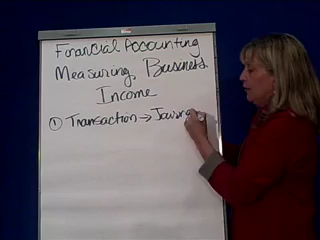 Financial Accounting
Measuring Business
Income
① Transaction → Journ